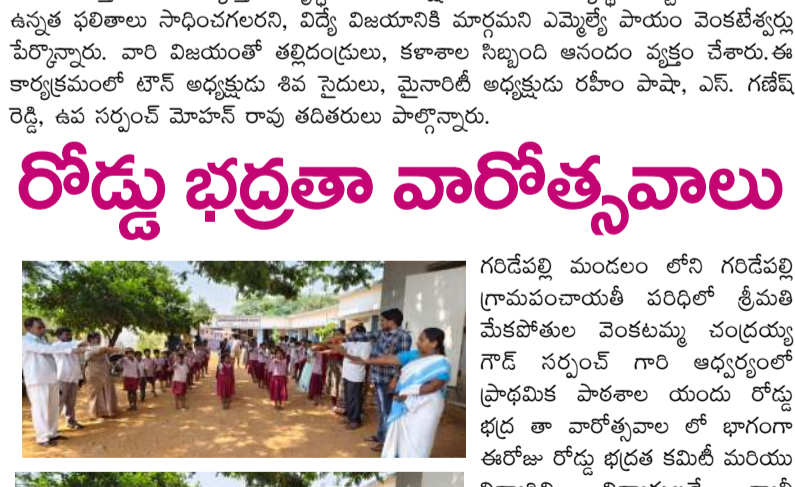 ఉన్నత ఫలితాలు సాధించగలరని, విద్యే విజయానికి మార్గమని ఎమ్మెల్యే పాయం వెంకటేశ్వర్లు
పేర్కొన్నారు. వారి విజయంతో తల్లిదండ్రులు, కళాశాల సిబ్బంది ఆనందం వ్యక్తం చేశారు.ఈ
కార్యక్రమంలో టౌన్ అధ్యక్షుడు శివ సైదులు, మైనారిటీ అధ్యక్షుడు రహీం పాషా, ఎస్. గణేష్
రెడ్డి, ఉప సర్పంచ్ మోహన్ రావు తదితరులు పాల్గొన్నారు.
రోడ్డు భద్రతా వారోత్సవాలు
గరిడేపల్లి మండలం లోని గరిడేపల్లి
గ్రామపంచాయతీ పరిధిలో శ్రీమతి
మేకపోతుల వెంకటమ్మ చంద్రయ్య
గౌడ్ సర్పంచ్ గారి ఆధ్వర్యంలో
ప్రాథమిక పాఠశాల యందు రోడ్డు
భద్ర తా వారోత్సవాల లో భాగంగా
ఈరోజు రోడ్డు భద్రత కమిటీ మరియు